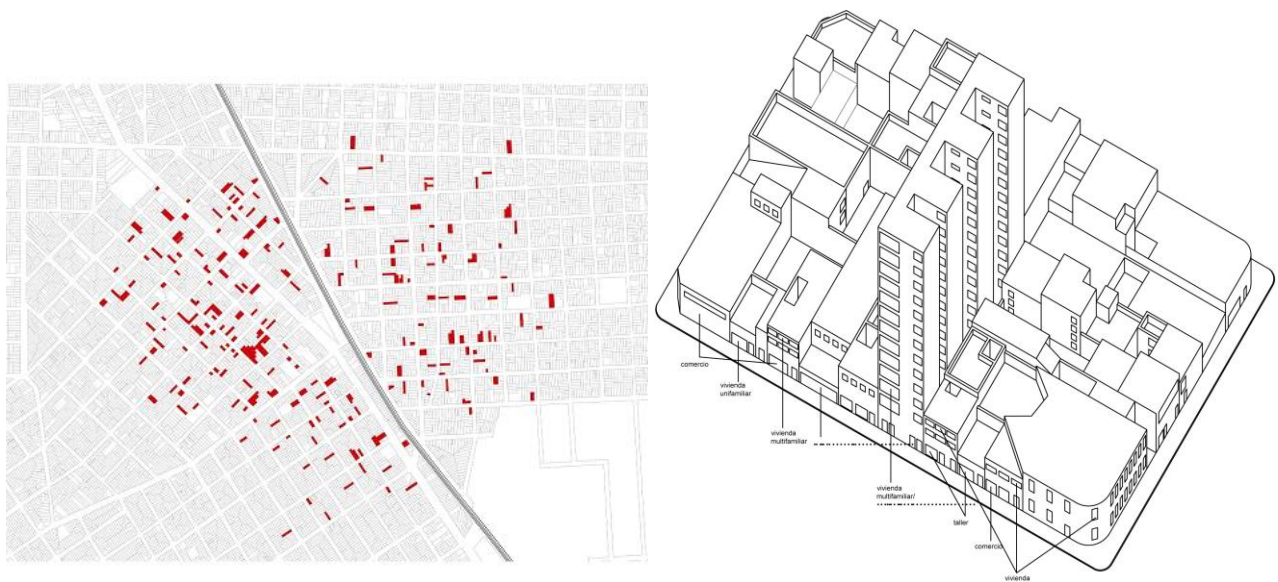 comercio
vivienda
unifamiliar
vivienda
multifamiliar
vivienda
multifamiliar/
taller
comercio
vivienda